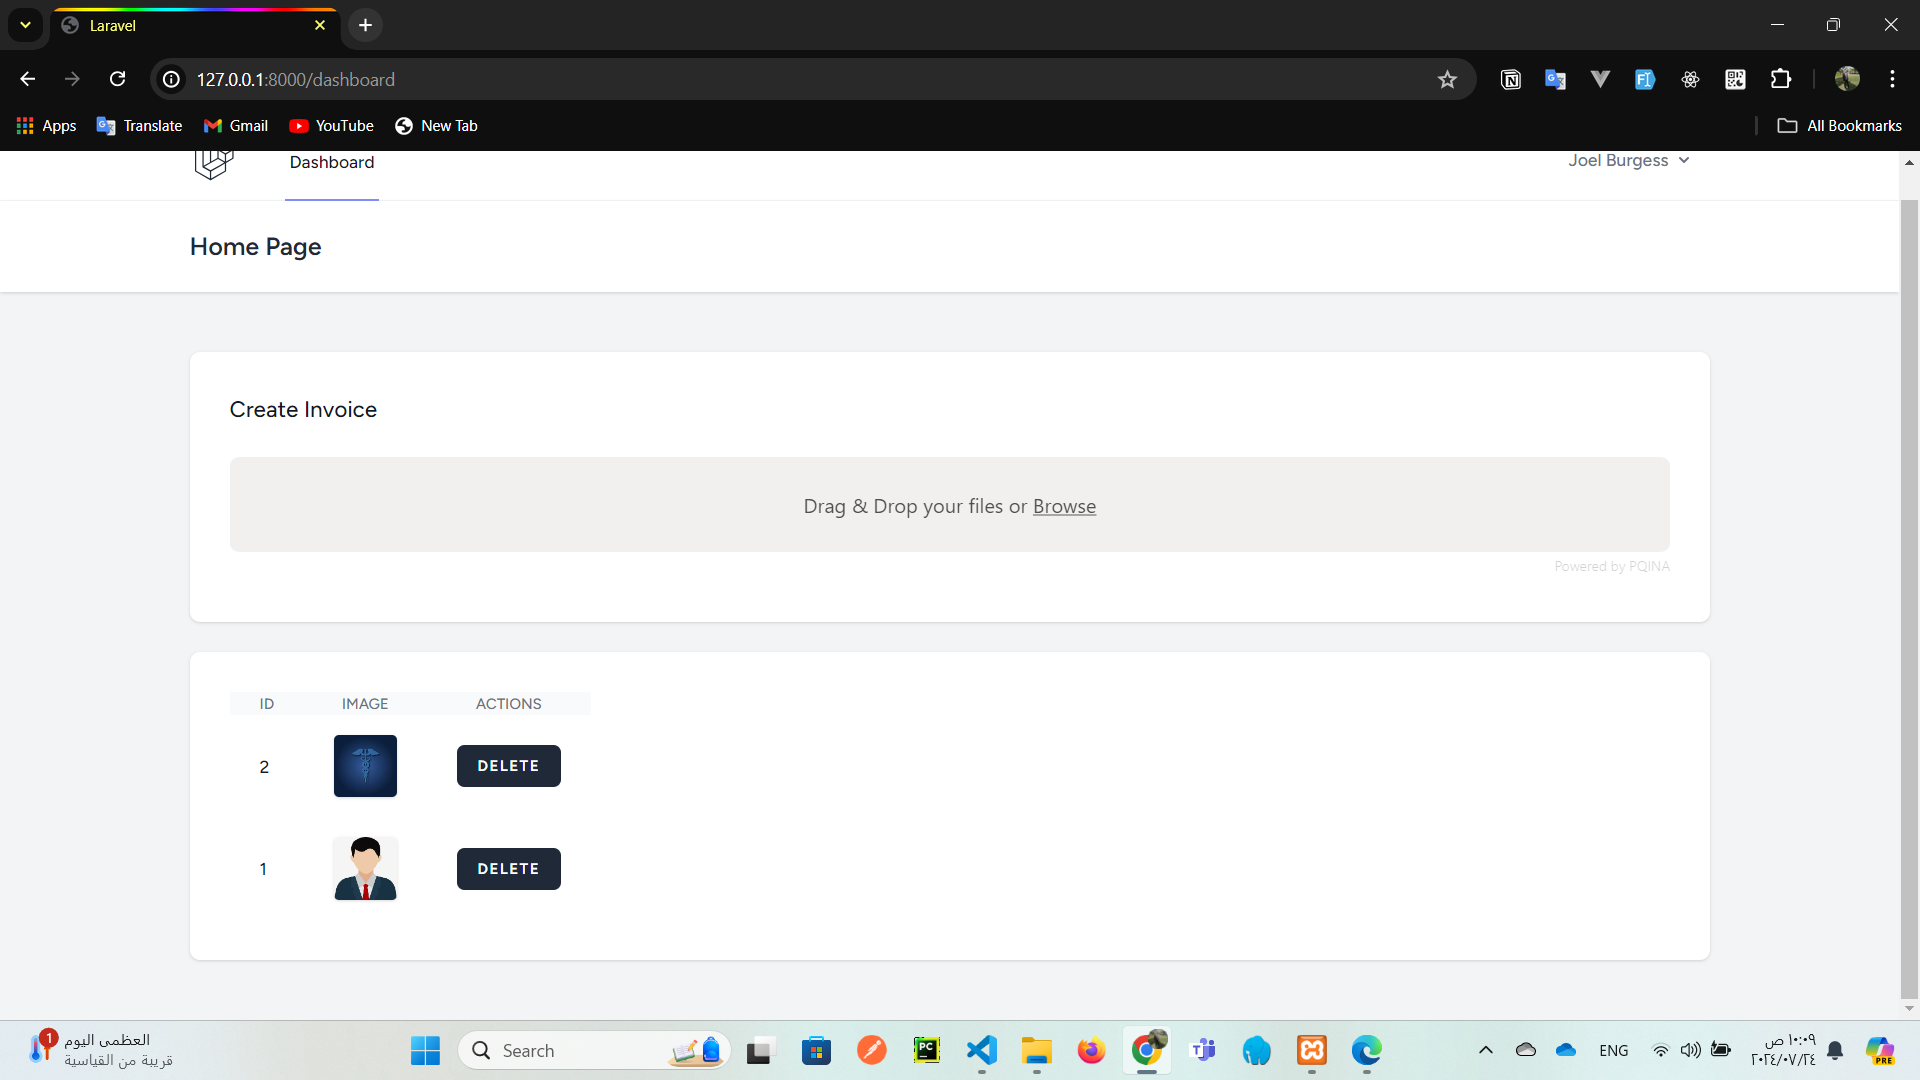 Laravel
127.0.0.1:8000/dashboard
Apps
Translate
Gmail
YouTube
New Tab
All Bookmarks
Dashboard
Joel Burgess
Home Page
Create Invoice
Drag & Drop your files or Browse
Powered by PQINA
ID IMAGE ACTIONS
2 DELETE
1 DELETE
1
العظمى اليوم
قريبة من القياسية
Search
PC
PRE
ENG
١٠:٠٩ ص
٢٠٢٤/٠٧/٢٤